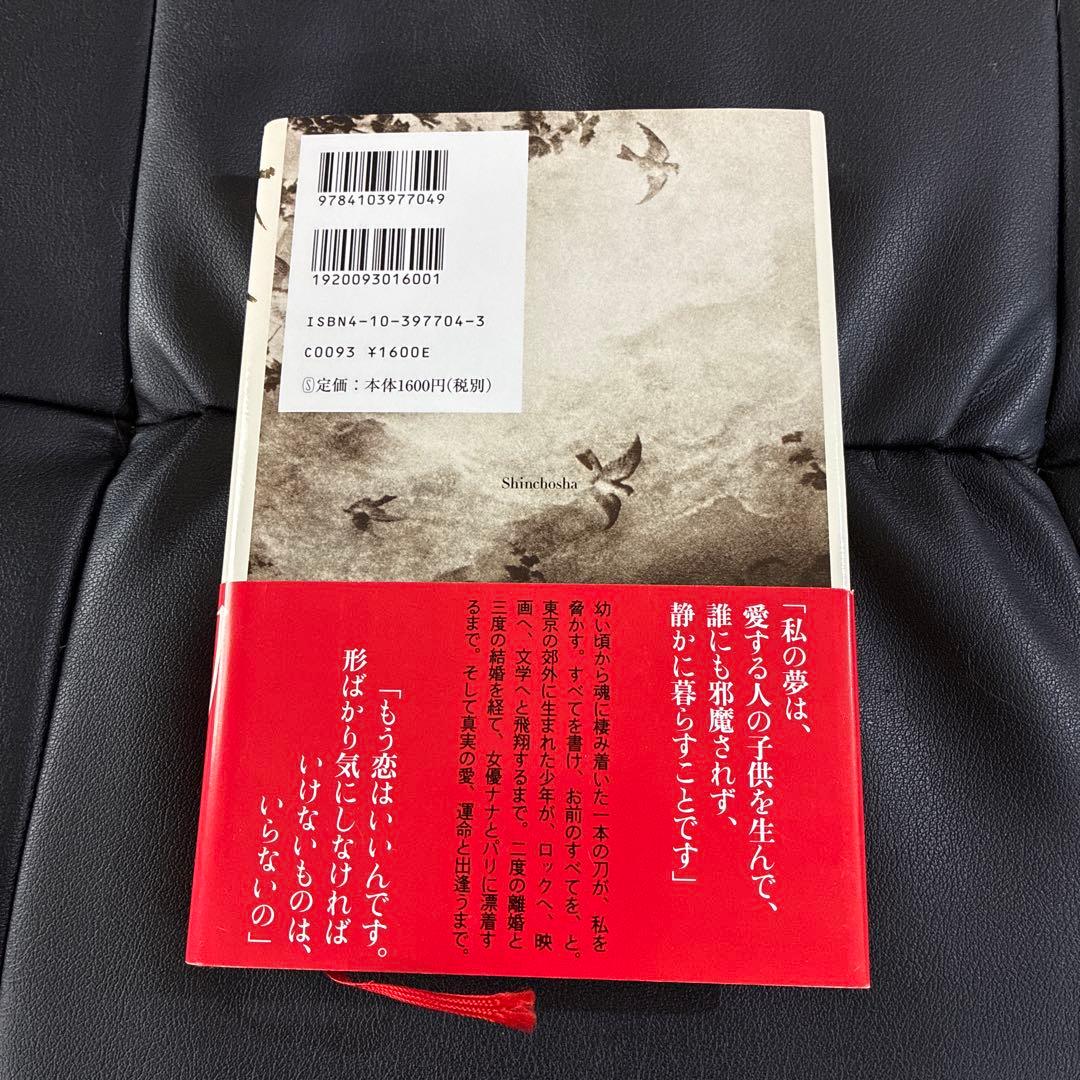 9784103977049
1920093016001
ISBN4-10-397704-3
C0093 ¥1600E
Ⓢ定価：本体1600円(税別)
Shinchosha
「私の夢は、
愛する人の子供を生んで、
誰にも邪魔されず、
静かに暮らすことです」
幼い頃から魂に棲み着いた一本の刀が、私を
脅かす。すべてを書け、お前のすべてを、と。
東京の郊外に生まれた少年が、ロックへ、映
画へ、文学へと飛翔するまで。二度の離婚と
三度の結婚を経て、女優ナナとパリに漂着す
るまで。そして真実の愛、運命と出逢うまで。
「もう恋はいいんです。
形ばかり気にしなければ
いけないものは、
いらないの」